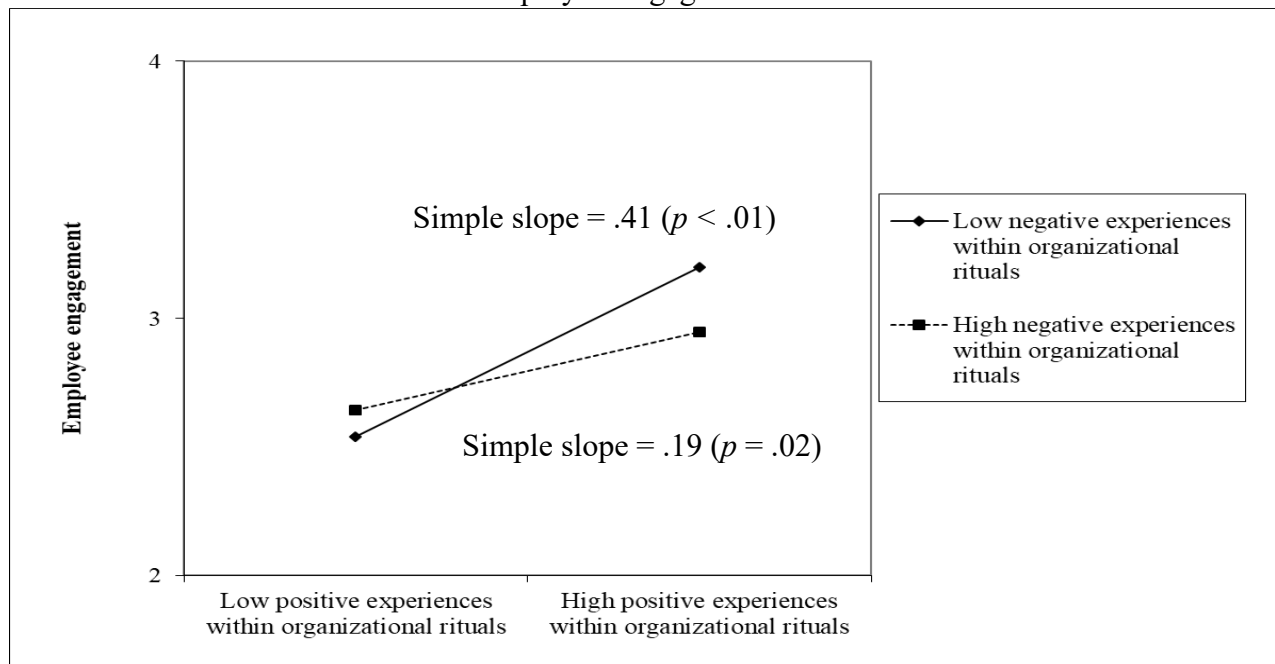 4
Simple slope = .41 (p < .01)
3
Simple slope = .19 (p = .02)
2
Employee engagement
Low positive experiences
within organizational rituals
High positive experiences
within organizational rituals
Low negative experiences
within organizational
rituals
High negative experiences
within organizational
rituals